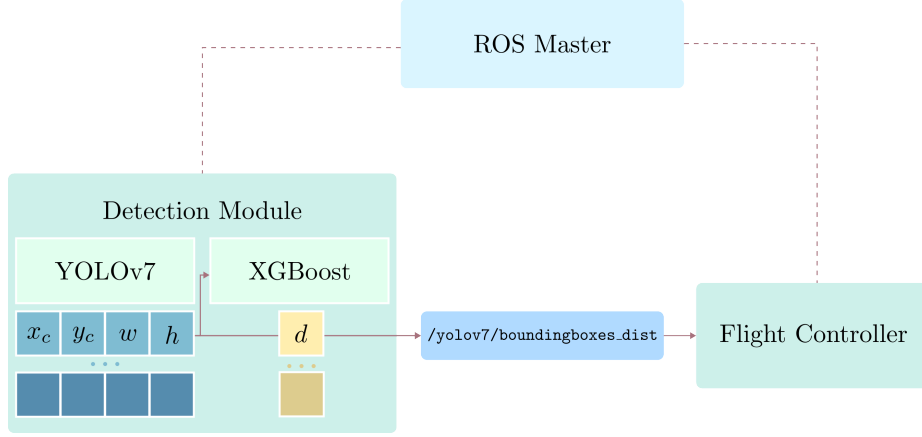 ROS Master
Detection Module
YOLOv7 XGBoost
x_c y_c w h d
...
...
/yolov7/boundingboxes_dist
Flight Controller